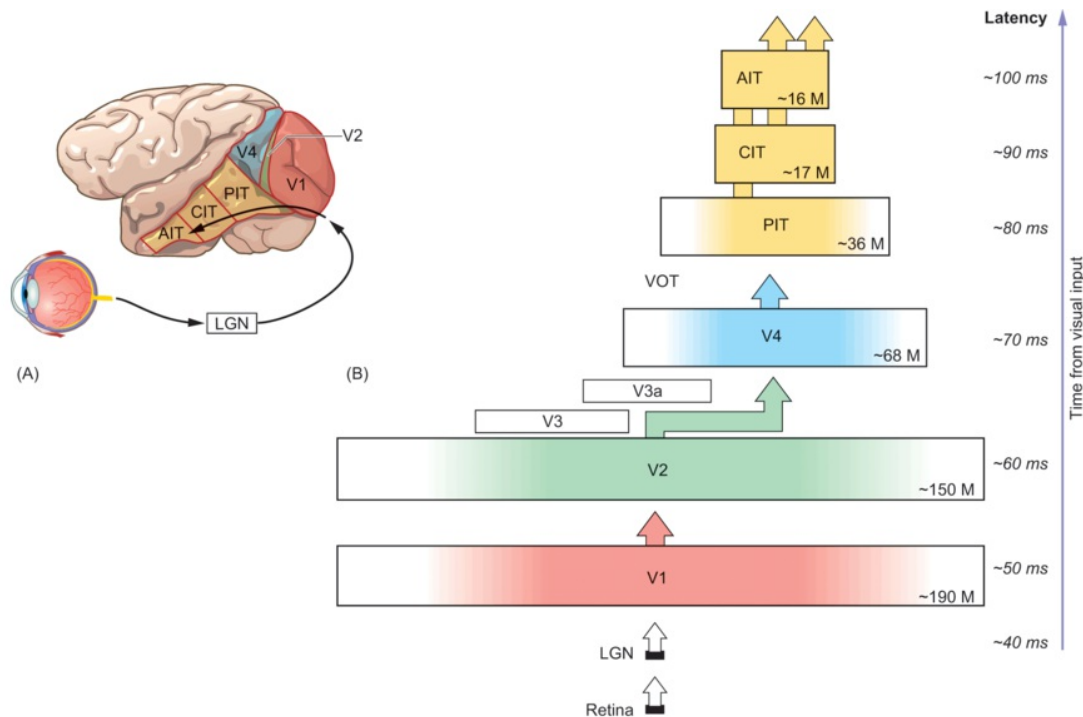 V2
V4
V1
PIT
CIT
AIT
LGN
(A)
(B)
Latency
AIT
~16 M
~100 ms
CIT
~17 M
~90 ms
PIT
~36 M
~80 ms
VOT
V4
~68 M
~70 ms
V3a
V3
V2
~150 M
~60 ms
V1
~190 M
~50 ms
LGN
~40 ms
Retina
Time from visual input